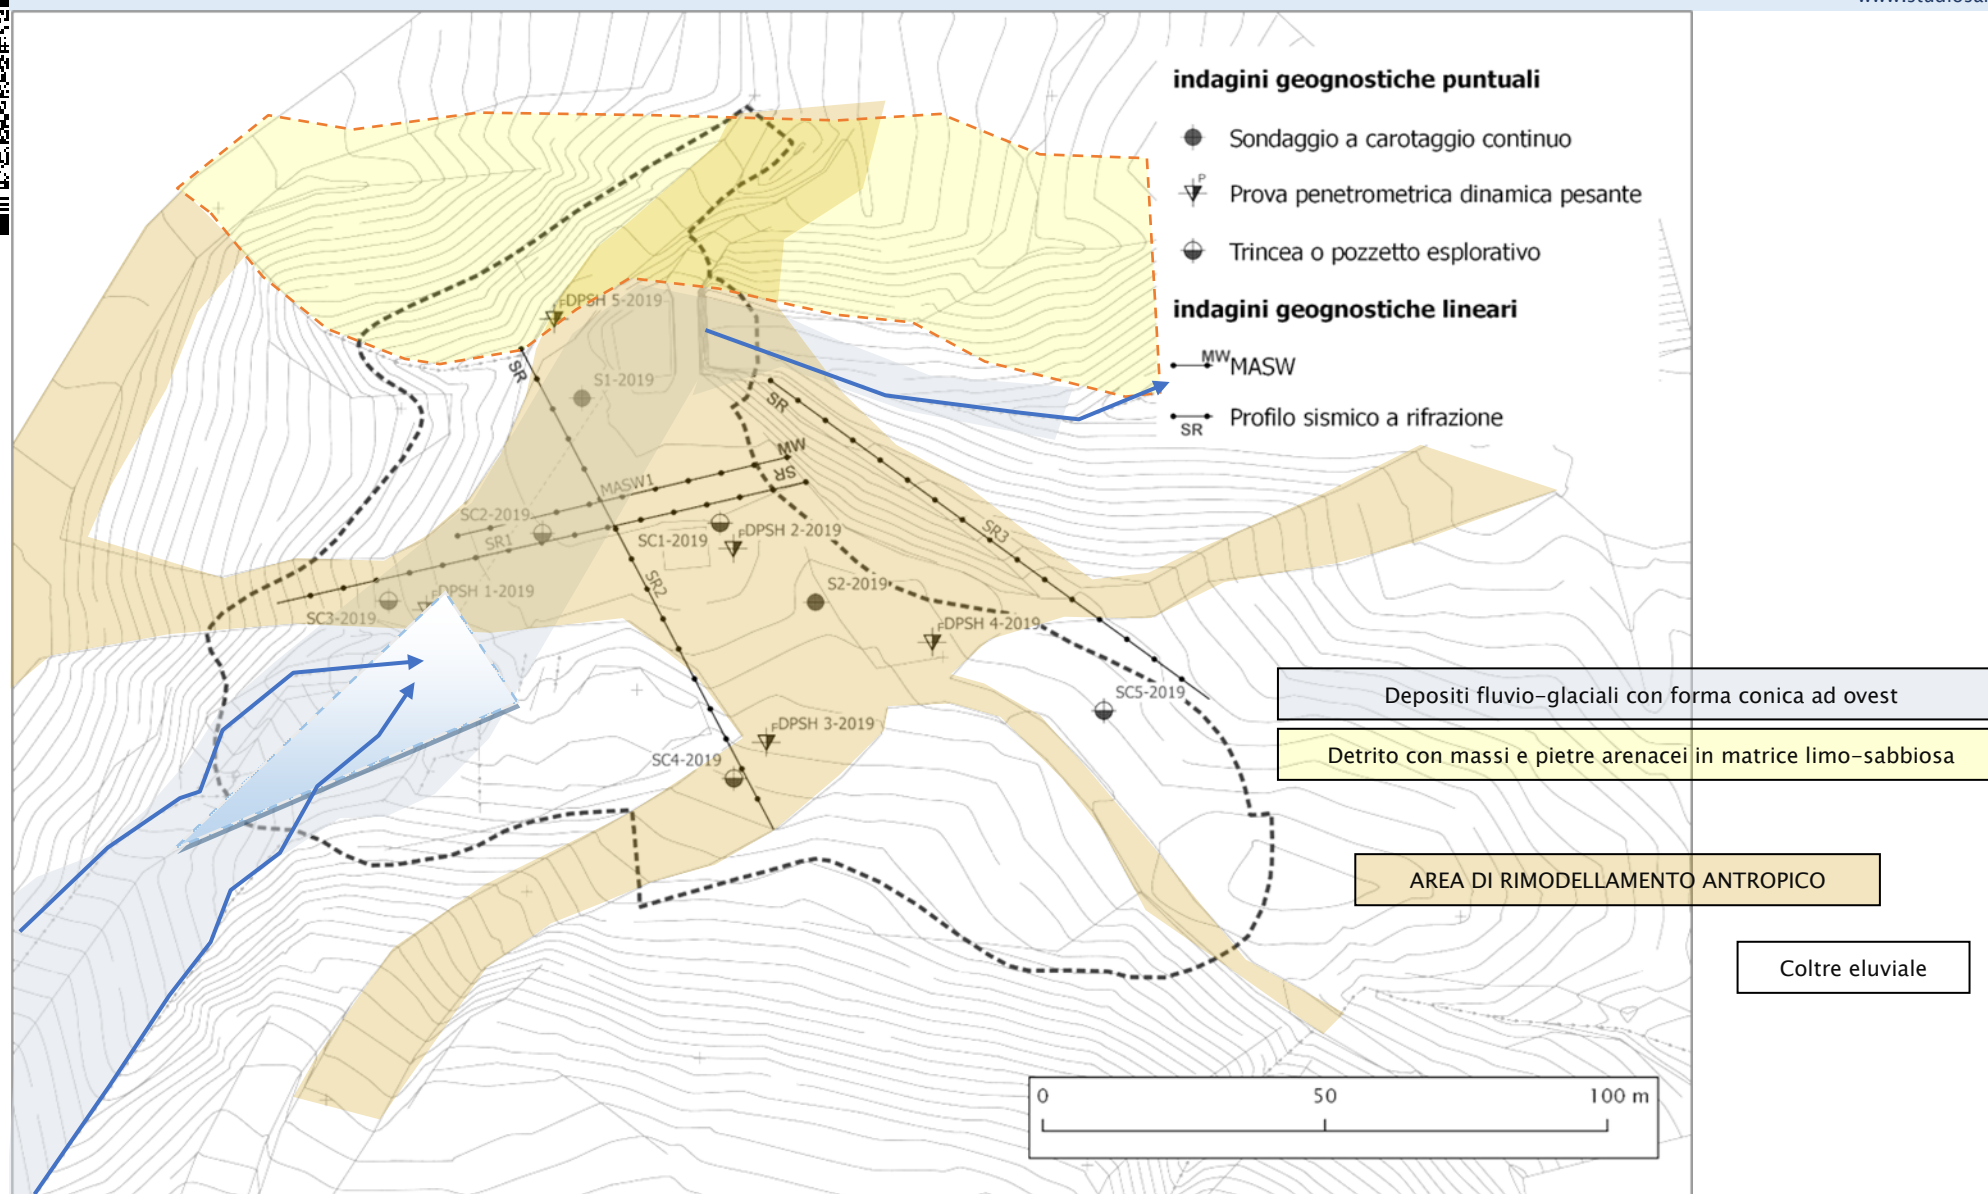 indagini geognostiche puntuali
Sondaggio a carotaggio continuo
P
Prova penetrometrica dinamica pesante
Trincea o pozzetto esplorativo
indagini geognostiche lineari
MW
MASW
SR
Profilo sismico a rifrazione
DPSH 5-2019
SR
S1-2019
SR
MW
SR
MASW1
SC2-2019
SR1
SC1-2019
DPSH 2-2019
SR3
SR2
S2-2019
DPSH 1-2019
SC3-2019
DPSH 4-2019
SC5-2019
DPSH 3-2019
SC4-2019
Depositi fluvio-glaciali con forma conica ad ovest
Detrito con massi e pietre arenacei in matrice limo-sabbiosa
AREA DI RIMODELLAMENTO ANTROPICO
Coltre eluviale
0 50 100 m